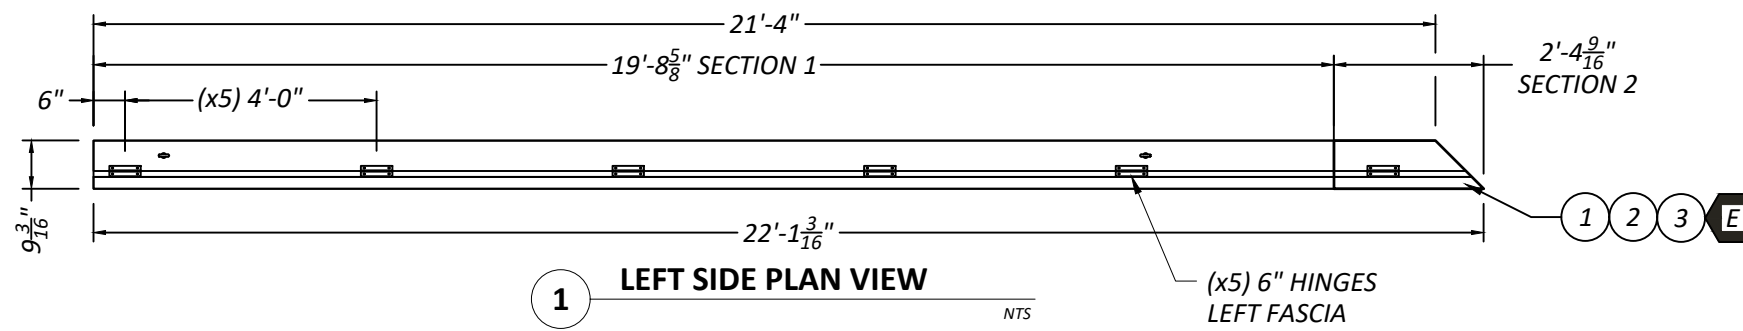 21'-4"
19'-8 5/8" SECTION 1
2'-4 9/16"
SECTION 2
6"
(x5) 4'-0"
9 3/16"
1 2 3 E
22'-1 3/16"
1 LEFT SIDE PLAN VIEW
NTS
(x5) 6" HINGES
LEFT FASCIA